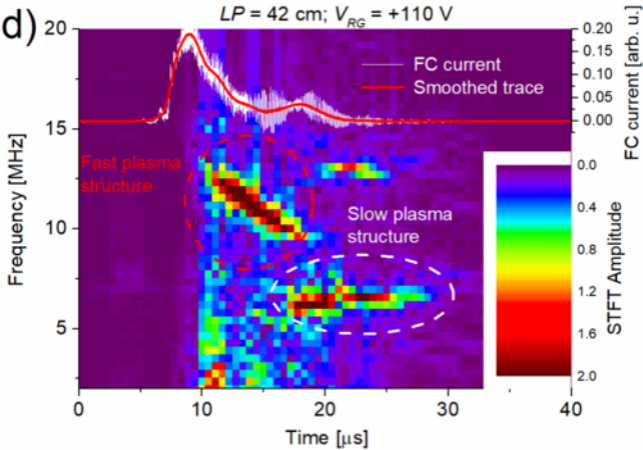 d)
LP = 42 cm; V_RG = +110 V
20
15
10
5
Frequency [MHz]
0.20
0.15
0.10
0.05
0.00
FC currrent [arb. u.]
FC current
Smoothed trace
Fast plasma
structure
Slow plasma
structure
0.0
0.4
0.8
1.2
1.6
2.0
STFT Amplitude
0
10
20
30
40
Time [µs]